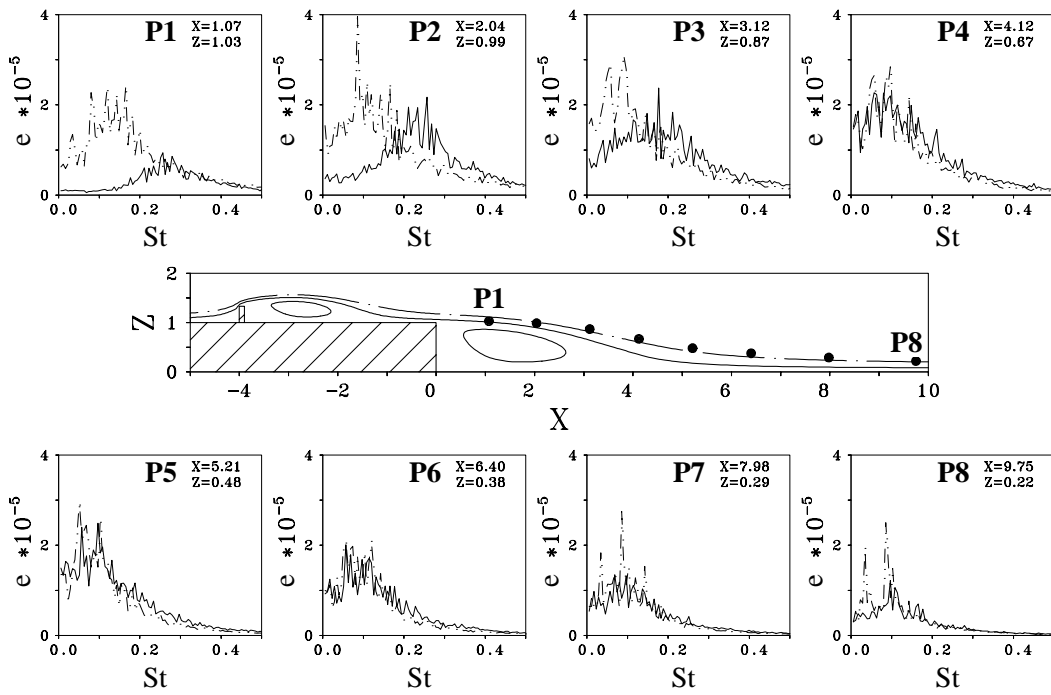 P1 X=1.07
Z=1.03
P2 X=2.04
Z=0.99
P3 X=3.12
Z=0.87
P4 X=4.12
Z=0.67
e *10^-5
4
2
0
0.0 0.2 0.4
St
e *10^-5
4
2
0
0.0 0.2 0.4
St
e *10^-5
4
2
0
0.0 0.2 0.4
St
e *10^-5
4
2
0
0.0 0.2 0.4
St
Z
2
1
0
P1
P8
-4 -2 0 2 4 6 8 10
X
P5 X=5.21
Z=0.48
P6 X=6.40
Z=0.38
P7 X=7.98
Z=0.29
P8 X=9.75
Z=0.22
e *10^-5
4
2
0
0.0 0.2 0.4
St
e *10^-5
4
2
0
0.0 0.2 0.4
St
e *10^-5
4
2
0
0.0 0.2 0.4
St
e *10^-5
4
2
0
0.0 0.2 0.4
St